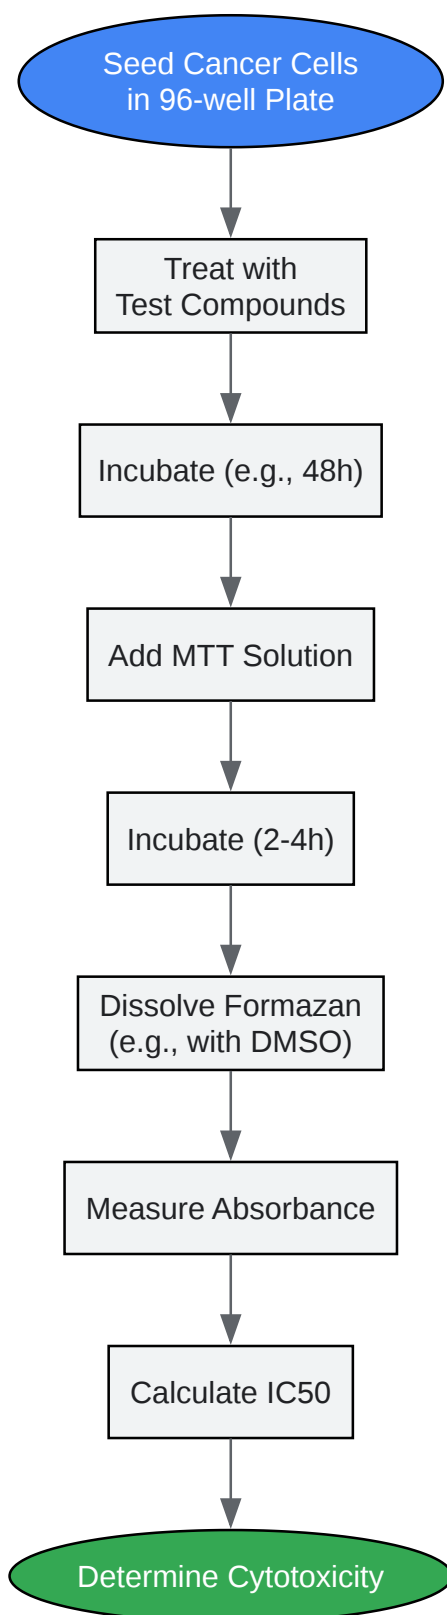 Seed Cancer Cells
in 96-well Plate
Treat with
Test Compounds
Incubate (e.g., 48h)
Add MTT Solution
Incubate (2-4h)
Dissolve Formazan
(e.g., with DMSO)
Measure Absorbance
Calculate IC50
Determine Cytotoxicity